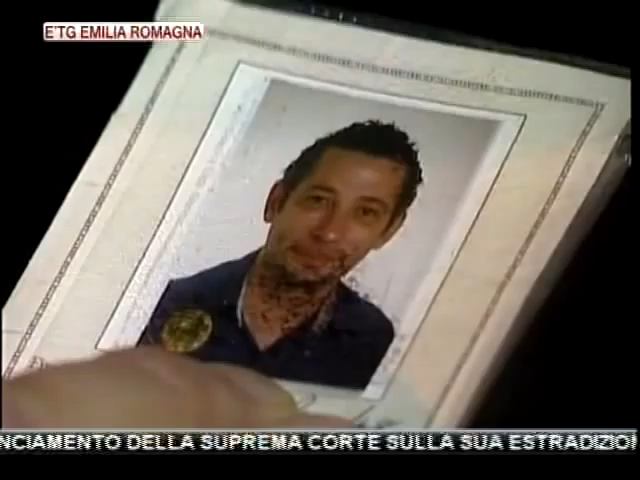 E'TG EMILIA ROMAGNA
NCIAMENTO DELLA SUPREMA CORTE SULLA SUA ESTRADIZIO